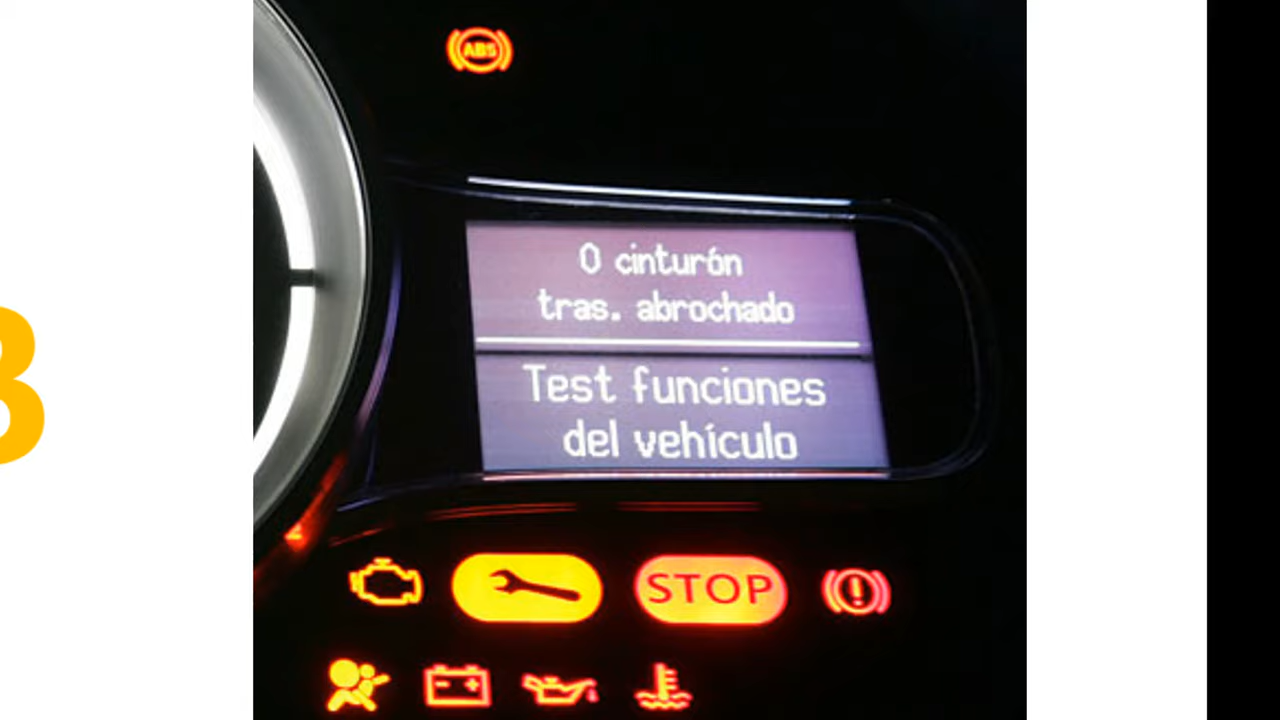 ABS
0 cinturón
tras. abrochado
Test funciones
del vehículo
STOP